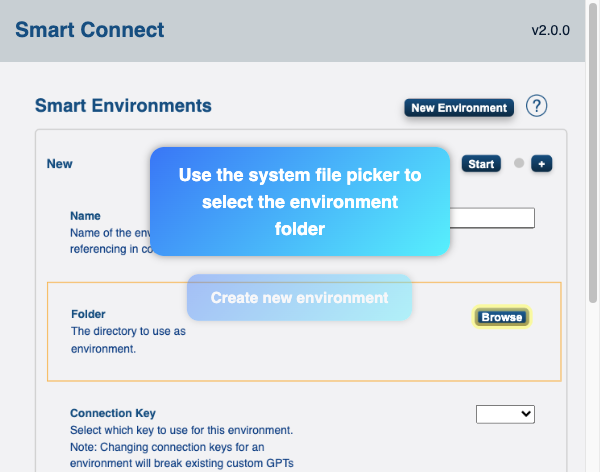 Smart Connect
v2.0.0
Smart Environments
New Environment
?
New
Start
+
Use the system file picker to
select the environment
folder
Name
Name of the env
referencing in co
Create new environment
Folder
The directory to use as
environment.
Browse
Connection Key
Select which key to use for this environment.
Note: Changing connection keys for an
environment will break existing custom GPTs